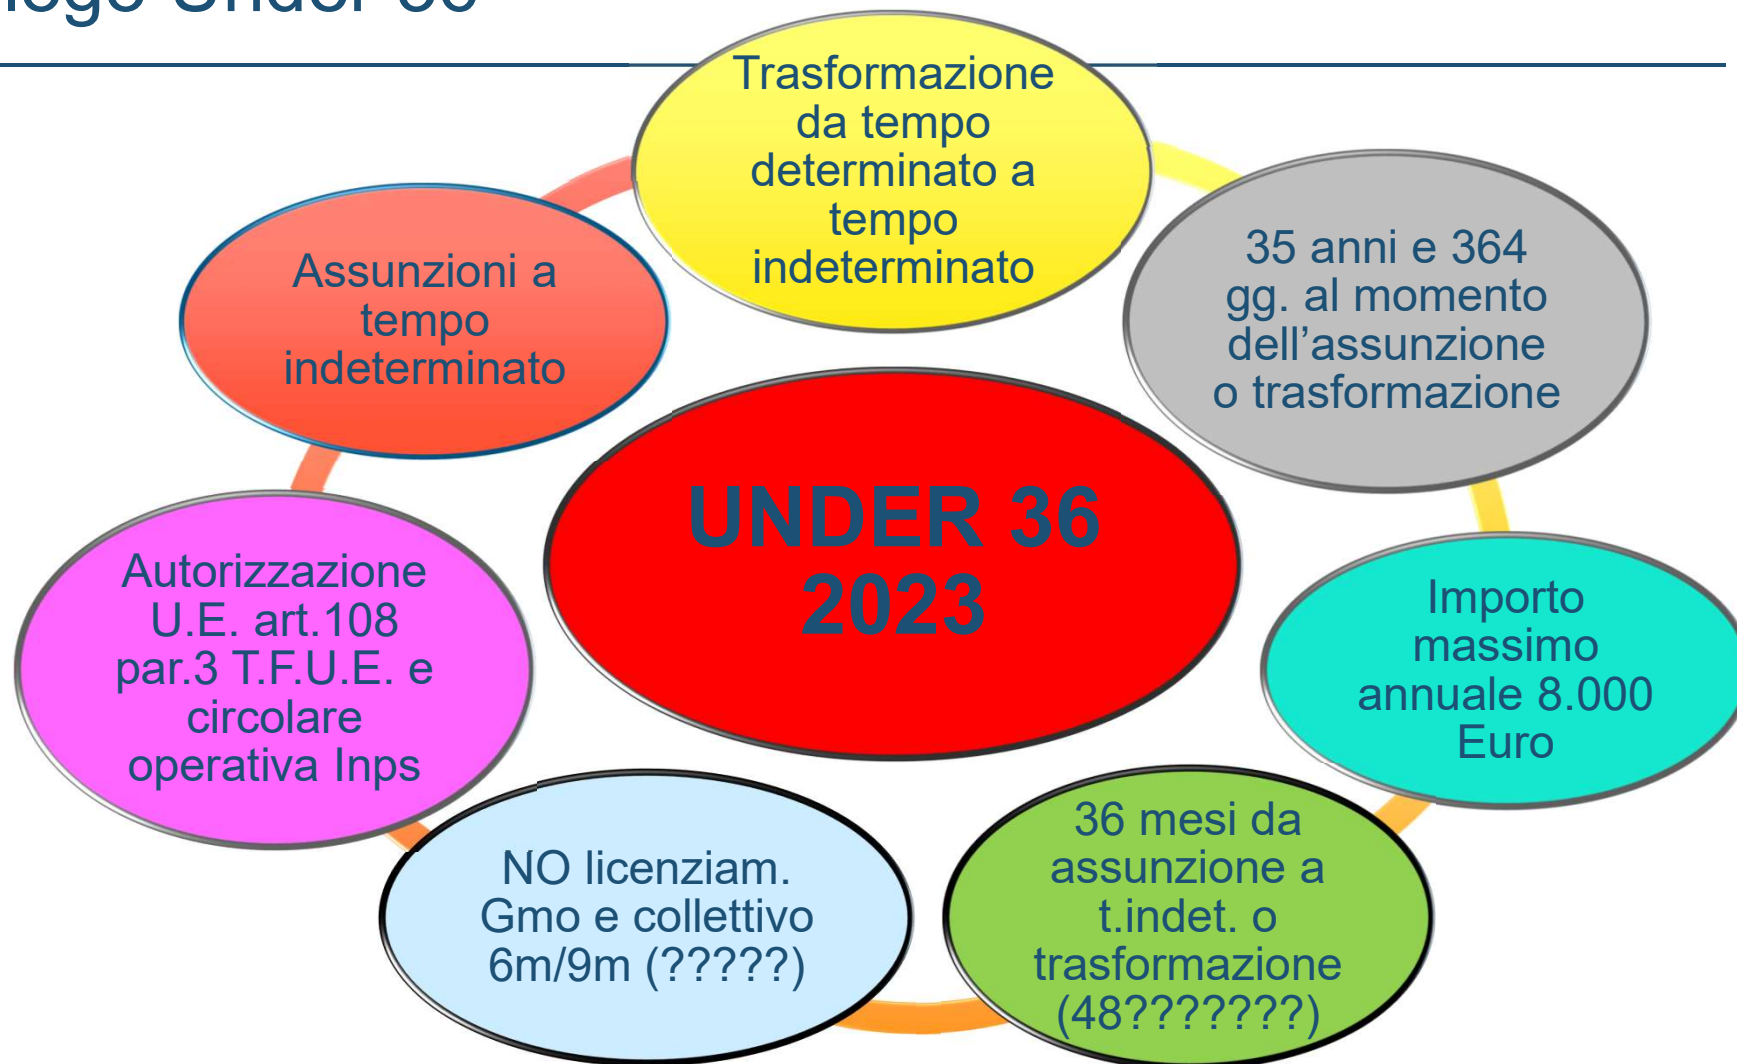 Under 36
Trasformazione
da tempo
determinato a
tempo
indeterminato
35 anni e 364
gg. al momento
dell’assunzione
o trasformazione
Importo
massimo
annuale 8.000
Euro
36 mesi da
assunzione a
t.indet. o
trasformazione
(48???????)
NO licenziam.
Gmo e collettivo
6m/9m (?????)
Autorizzazione
U.E. art.108
par.3 T.F.U.E. e
circolare
operativa Inps
Assunzioni a
tempo
indeterminato
UNDER 36
2023